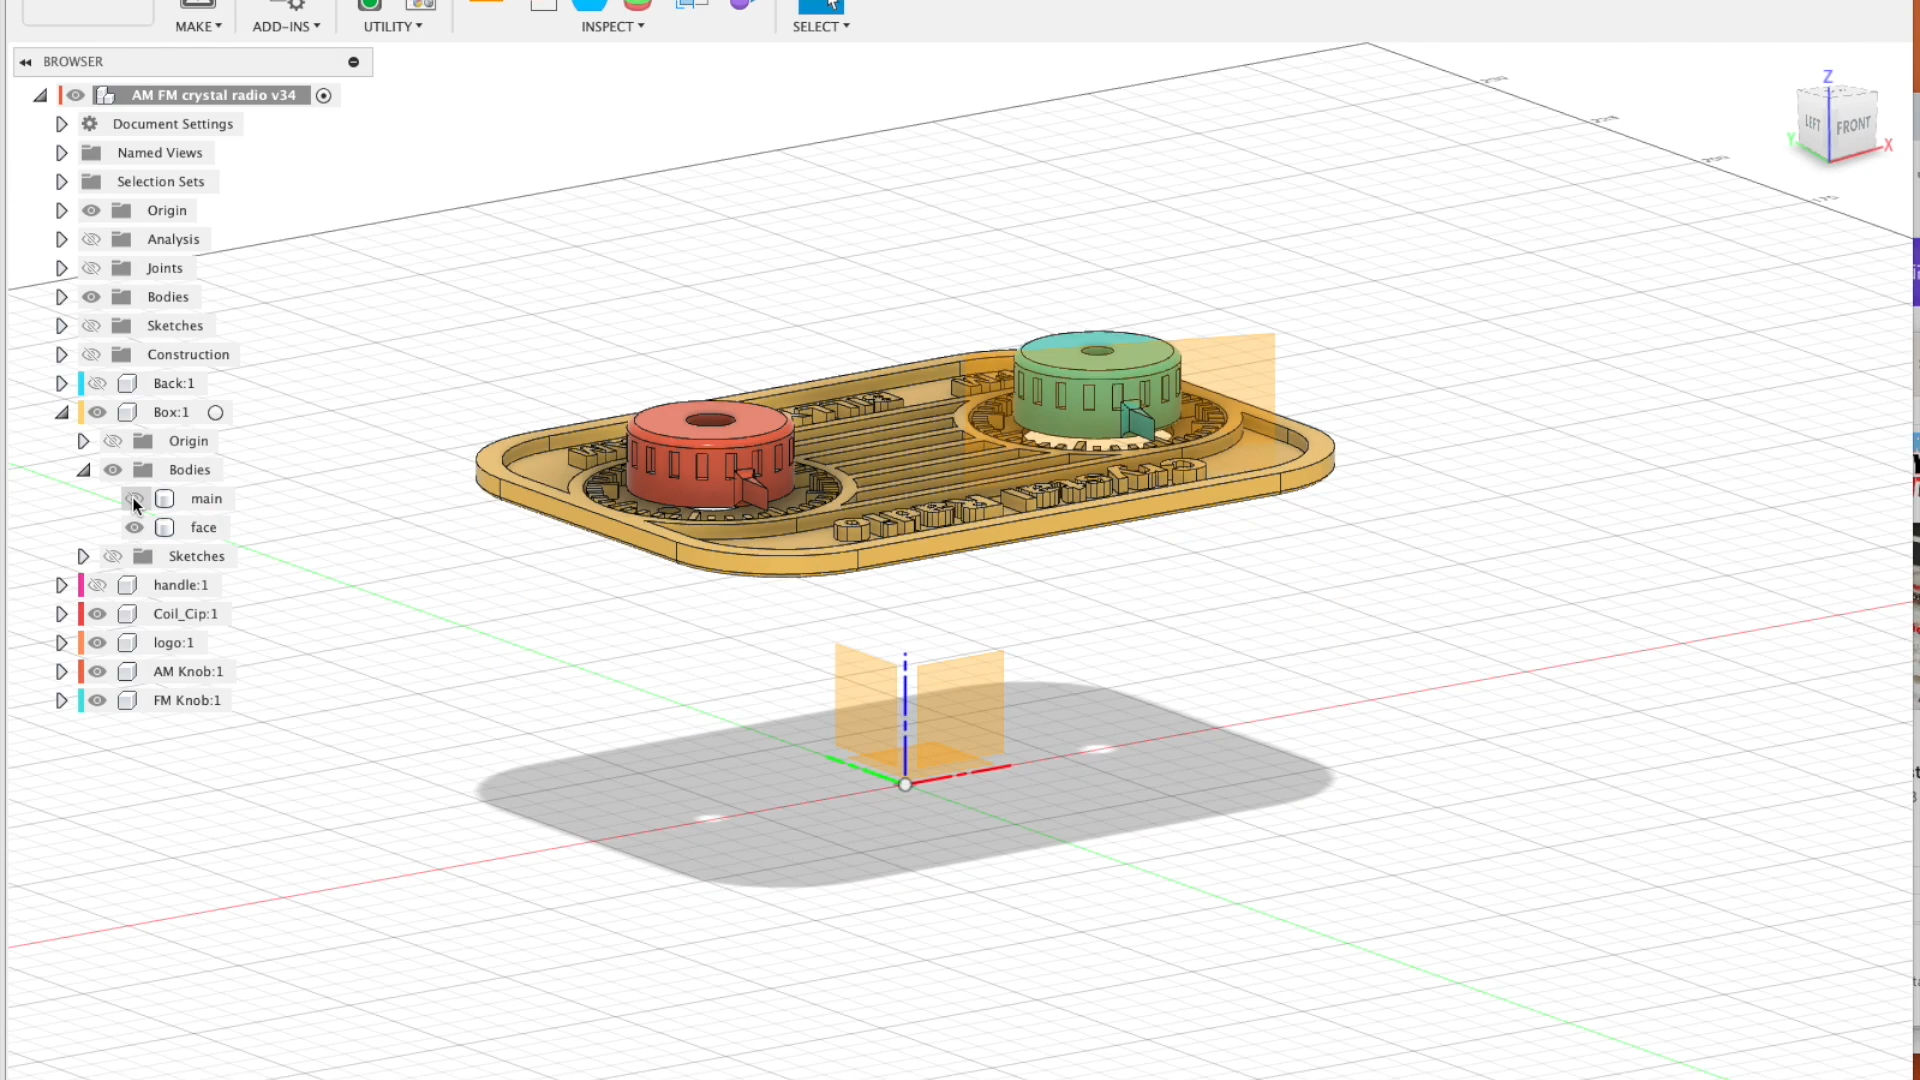 MAKE ADD-INS UTILITY INSPECT SELECT
BROWSER
AM FM crystal radio v34
Document Settings
Named Views
Selection Sets
Origin
Analysis
Joints
Bodies
Sketches
Construction
Back:1
Box:1
Origin
Bodies
main
face
Sketches
handle:1
Coil_Cip:1
logo:1
AM Knob:1
FM Knob:1
Z
LEFT FRONT
Y
X